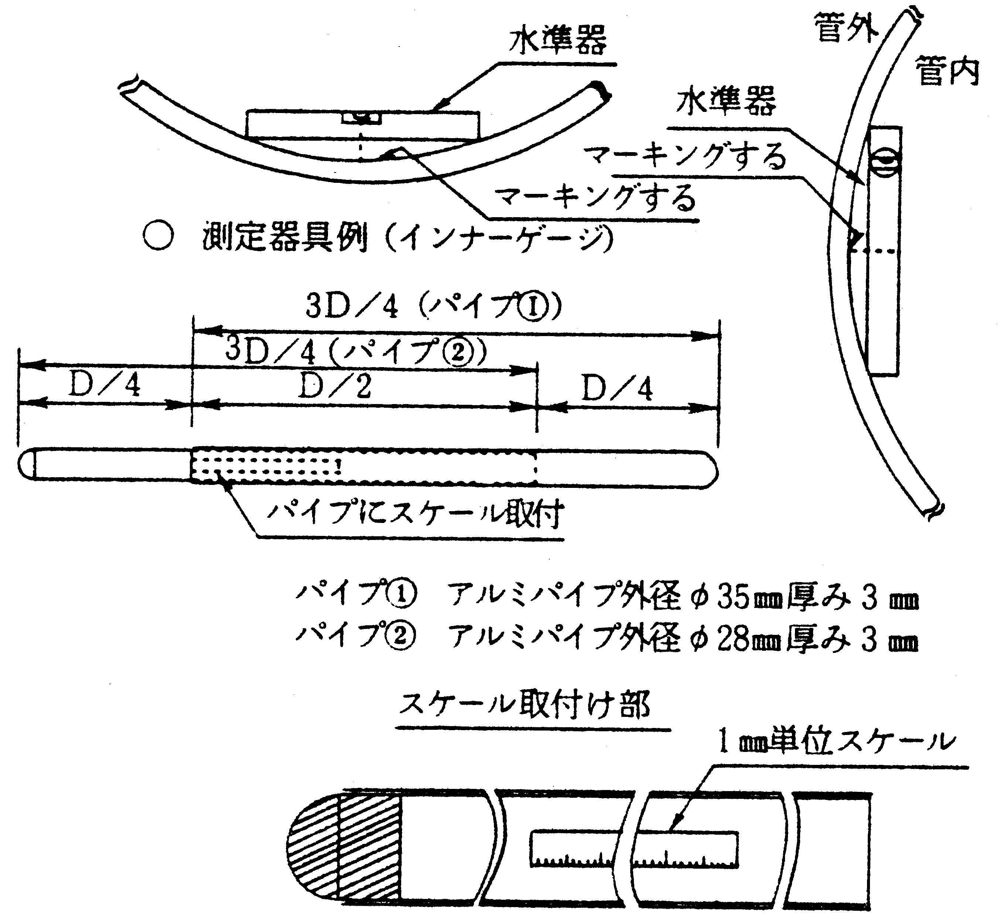 水準器
管外
管内
水準器
マーキングする
マーキングする
○ 測定器具例(インナーゲージ)
3D/4(パイプ①)
3D/4(パイプ②)
D/4
D/2
D/4
パイプにスケール取付
パイプ① アルミパイプ外径φ35㎜厚み3㎜
パイプ② アルミパイプ外径φ28㎜厚み3㎜
スケール取付け部
1㎜単位スケール